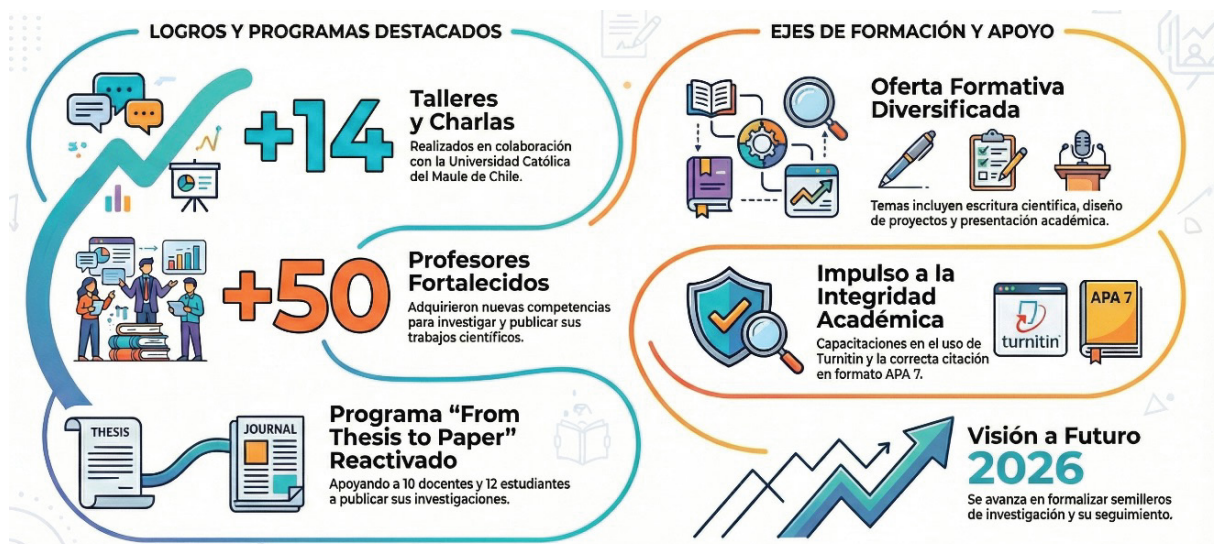 LOGROS Y PROGRAMAS DESTACADOS
+14
Talleres
y Charlas
Realizados en colaboración
con la Universidad Católica
del Maule de Chile.
+50
Profesores
Fortalecidos
Adquirieron nuevas competencias
para investigar y publicar sus
trabajos científicos.
THESIS
JOURNAL
Programa “From
Thesis to Paper”
Reactivado
Apoyando a 10 docentes y 12 estudiantes
a publicar sus investigaciones.
EJES DE FORMACIÓN Y APOYO
Oferta Formativa
Diversificada
Temas incluyen escritura científica, diseño
de proyectos y presentación académica.
Impulso a la
Integridad
Académica
Capacitaciones en el uso de
Turnitin y la correcta citación
en formato APA 7.
turnitin
APA 7
Visión a Futuro
2026
Se avanza en formalizar semilleros
de investigación y su seguimiento.